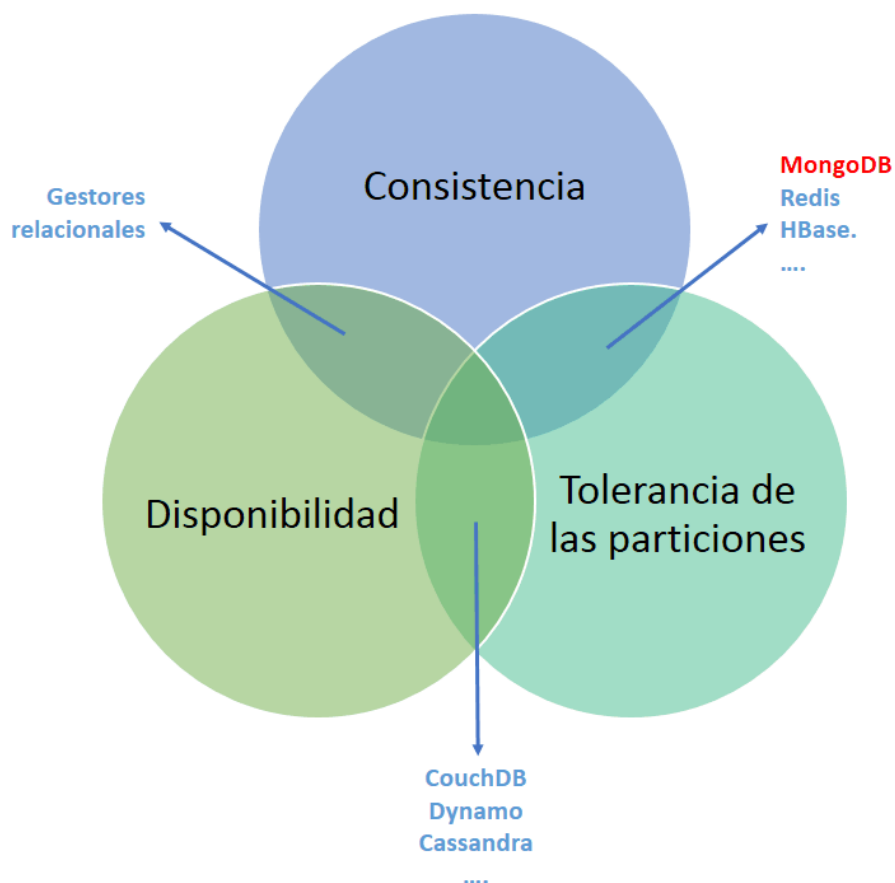 Consistencia
Gestores
relacionales
MongoDB
Redis
HBase.
....
Disponibilidad
Tolerancia de
las particiones
CouchDB
Dynamo
Cassandra
....